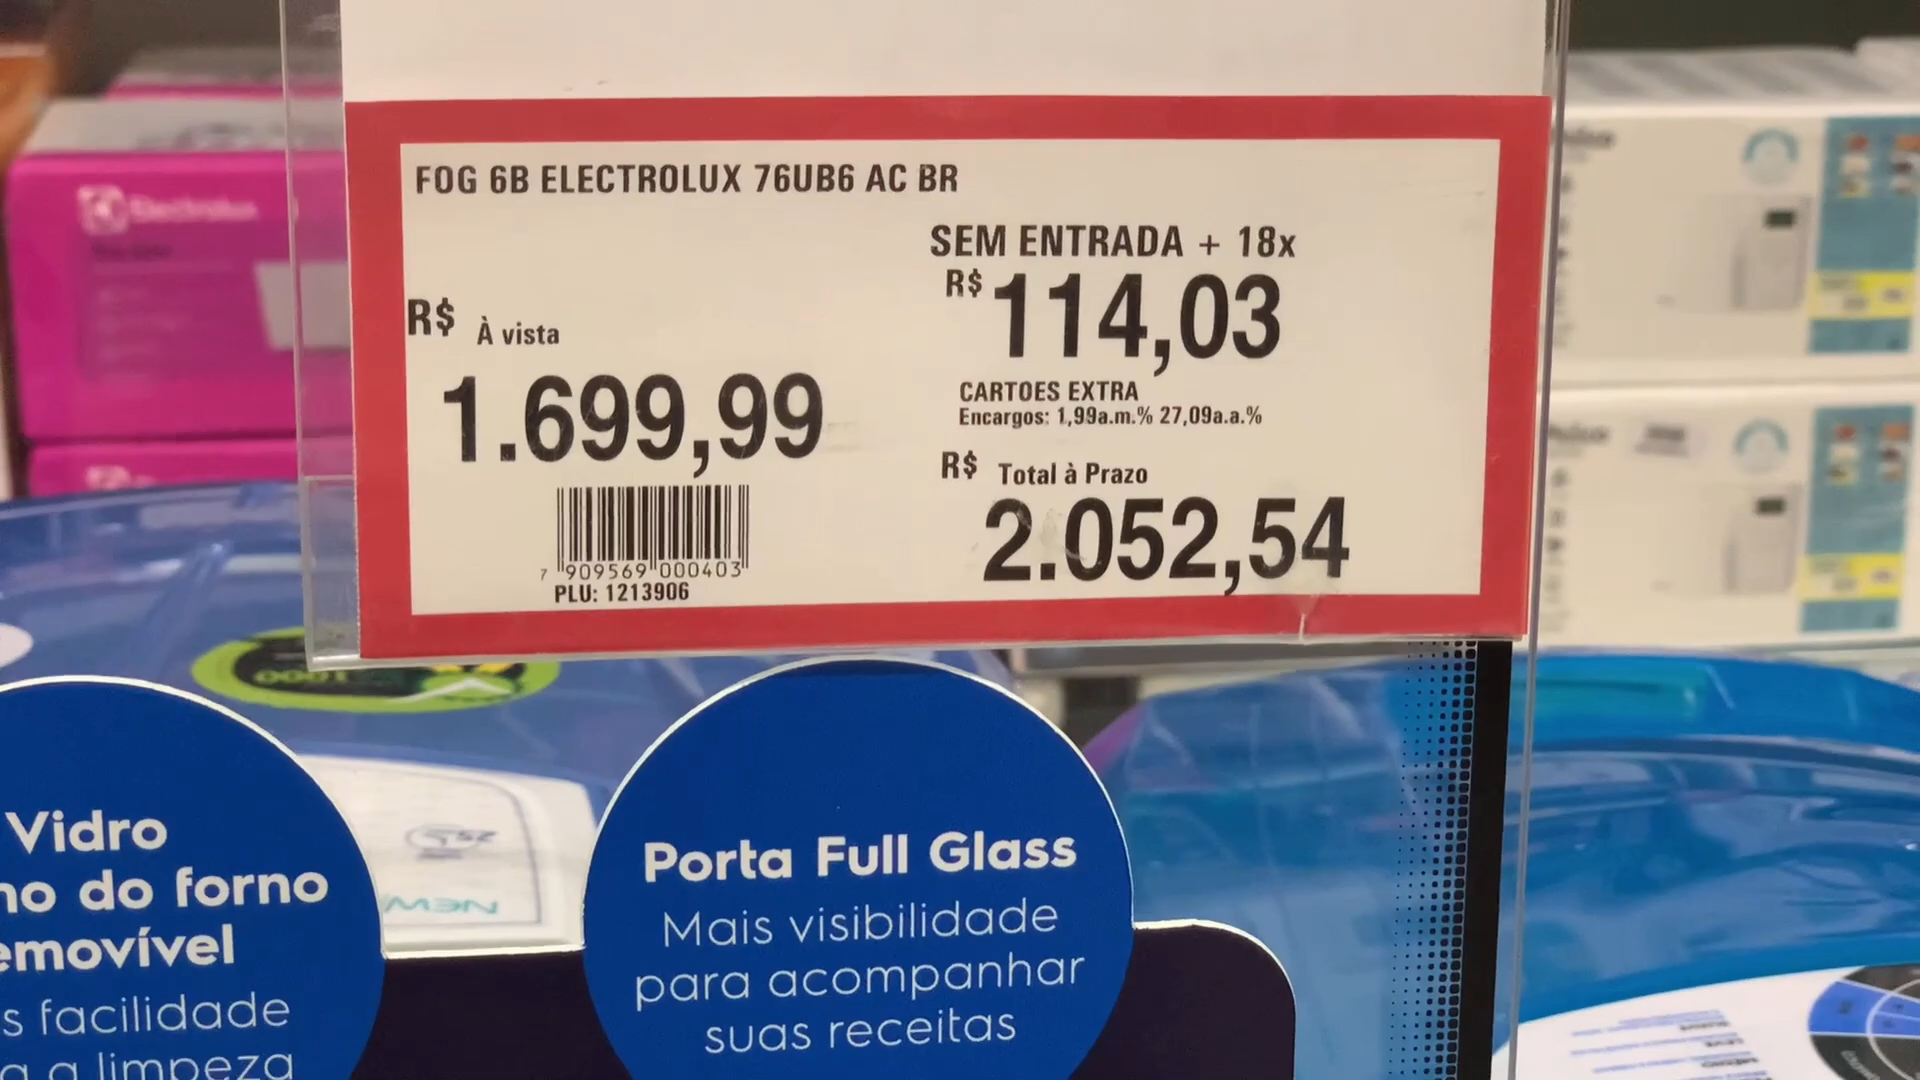 FOG 6B ELECTROLUX 76UB6 AC BR
SEM ENTRADA + 18x
R$ 114,03
R$ À vista
1.699,99
CARTOES EXTRA
Encargos: 1,99a.m.% 27,09a.a.%
R$ Total à Prazo
2.052,54
7 909569 000403
PLU: 1213906
Electrolux
Vidro
do forno
s facilidade
a limpeza
Porta Full Glass
Mais visibilidade
para acompanhar
suas receitas